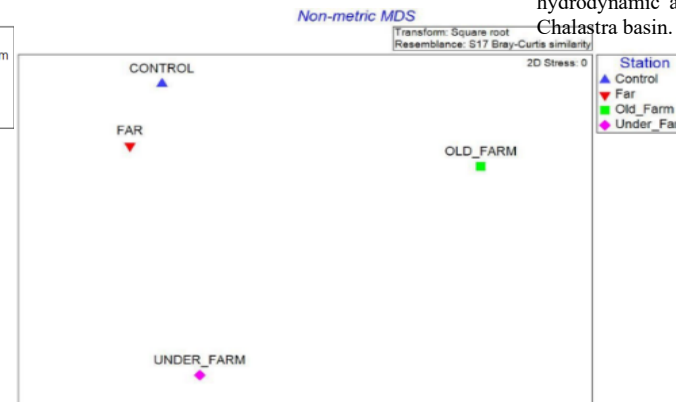 hydrodynamic a
Chalastra basin.
Non-metric MDS
Transform: Square root
Resemblance: S17 Bray-Curtis similarity
m
2D Stress: 0
Station
Control
Far
Old_Farm
Under_Far
CONTROL
FAR
OLD_FARM
UNDER_FARM